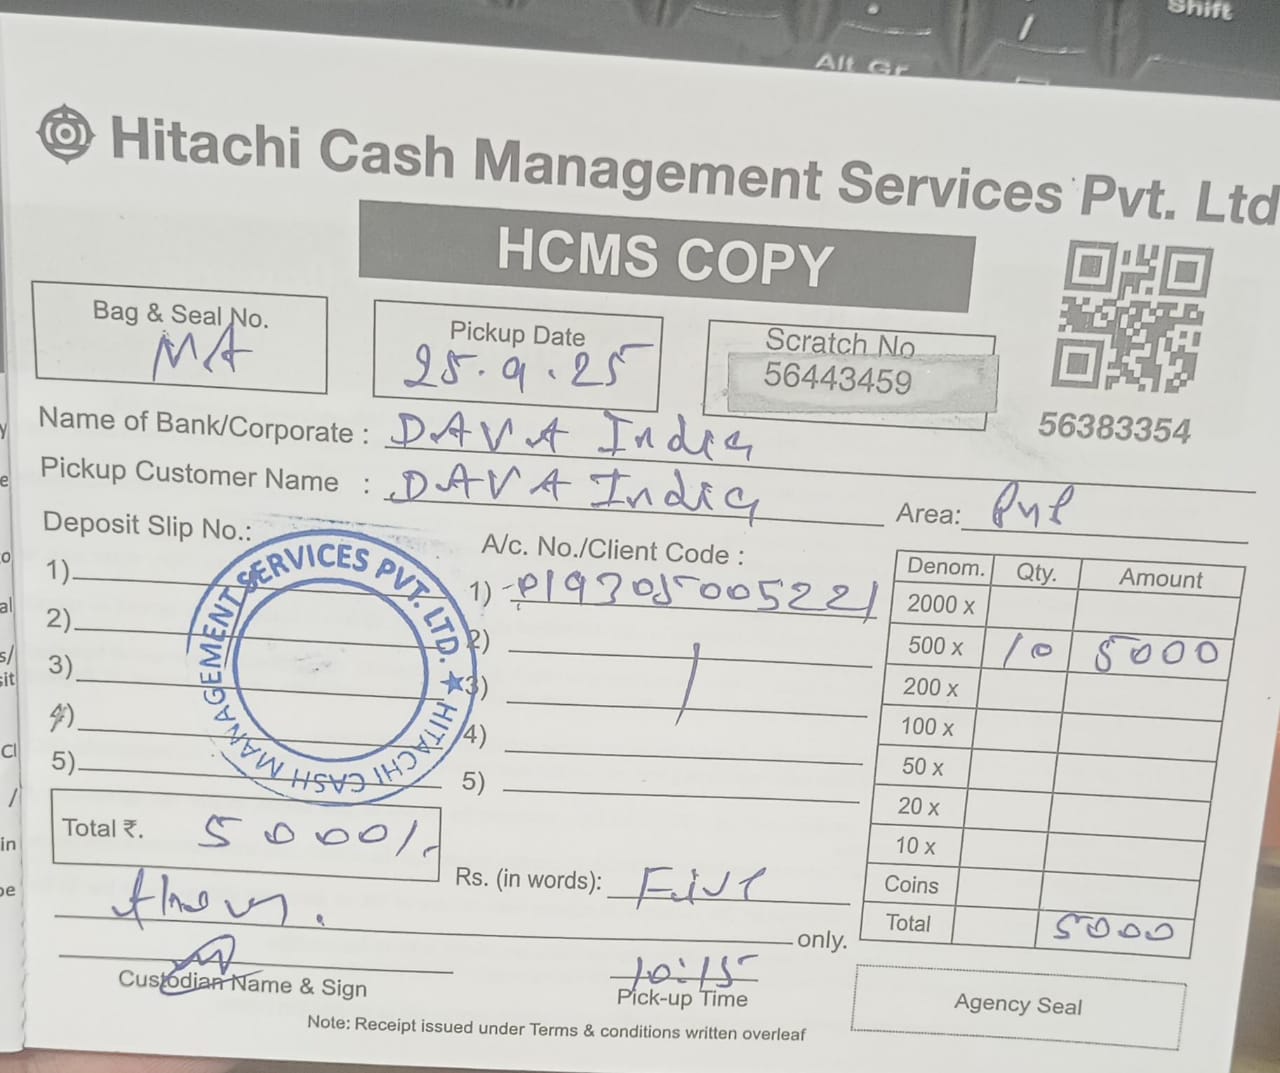 Shift
/
Alt Gr
Hitachi Cash Management Services Pvt. Ltd
HCMS COPY
Bag & Seal No.
NA
Pickup Date
25.9.25
Scratch No
56443459
56383354
Name of Bank/Corporate : DAVA India
Pickup Customer Name : DAVA India
Area:
Deposit Slip No.:
A/c. No./Client Code :
1)
2)
3)
4)
5)
1) 019305005221
2)
3)
4)
5)
SERVICES PVT. LTD. ★ HITACHI CASH MANAGEMENT
Denom. Qty. Amount
2000 x
500 x 10 5000
200 x
100 x
50 x
20 x
10 x
Coins
Total 5000
Total ₹. 5000/-
Rs. (in words): Five
only.
Custodian Name & Sign
10:15
Pick-up Time
Agency Seal
Note: Receipt issued under Terms & conditions written overleaf